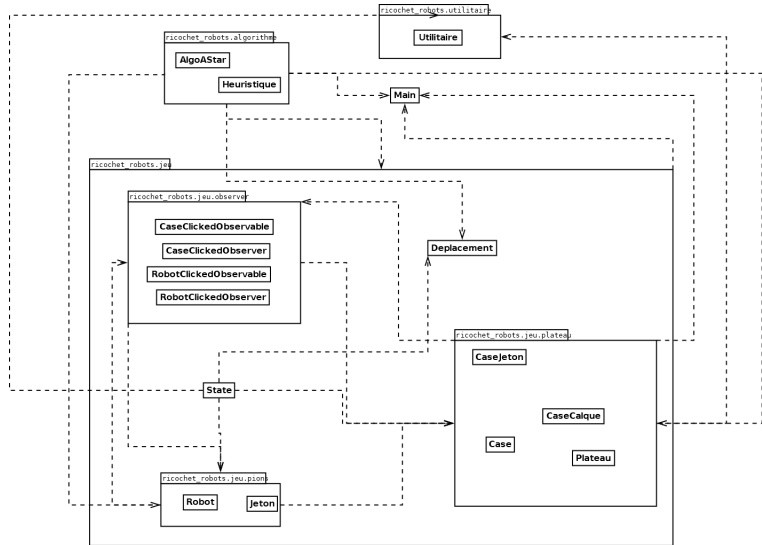 ricochet_robots.utilitaire
Utilitaire
ricochet_robots.algorithme
AlgoAStar
Heuristique
Main
ricochet_robots.jeu
ricochet_robots.jeu.observer
CaseClickedObservable
CaseClickedObserver
RobotClickedObservable
RobotClickedObserver
Deplacement
ricochet_robots.jeu.plateau
CaseJeton
State
CaseCalque
Case
Plateau
ricochet_robots.jeu.pions
Robot
Jeton